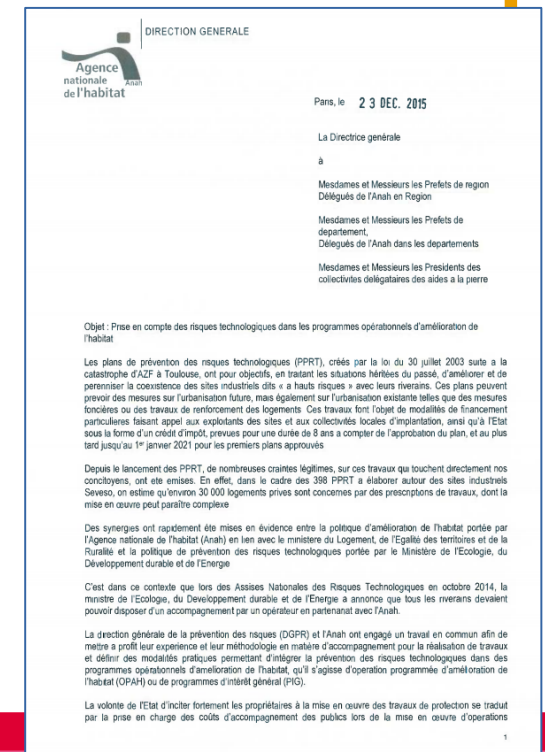 DIRECTION GENERALE
Agence
nationale
de l'habitat
Anah
Paris, le 23 DEC. 2015
La Directrice générale
à
Mesdames et Messieurs les Prefets de region
Délégués de l'Anah en Region
Mesdames et Messieurs les Prefets de
departement,
Délegués de l'Anah dans les departements
Mesdames et Messieurs les Presidents des
collectivites delégataires des aides a la pierre
Objet : Prise en compte des risques technologiques dans les programmes opérationnels d'amélioration de
l'habitat
Les plans de prévention des risques technologiques (PPRT), créés par la loi du 30 juillet 2003 suite a la
catastrophe d'AZF à Toulouse, ont pour objectifs, en traitant les situations héritées du passé, d'améliorer et de
perenniser la coexistence des sites industriels dits « a hauts risques » avec leurs riverains. Ces plans peuvent
prevoir des mesures sur l'urbanisation future, mais également sur l'urbanisation existante telles que des mesures
foncières ou des travaux de renforcement des logements Ces travaux font l'objet de modalités de financement
particulieres faisant appel aux exploitants des sites et aux collectivités locales d'implantation, ainsi qu'à l'Etat
sous la forme d'un crédit d'impôt, prevues pour une durée de 8 ans a compter de l'approbation du plan, et au plus
tard jusqu'au 1er janvier 2021 pour les premiers plans approuvés
Depuis le lancement des PPRT, de nombreuses craintes légitimes, sur ces travaux qui touchent directement nos
concitoyens, ont ete emises. En effet, dans le cadre des 398 PPRT a élaborer autour des sites industriels
Seveso, on estime qu'environ 30 000 logements prives sont concernes par des prescriptions de travaux, dont la
mise en œuvre peut paraître complexe
Des synergies ont rapidement éte mises en évidence entre la politique d'amélioration de l'habitat portée par
l'Agence nationale de l'habitat (Anah) en lien avec le ministere du Logement, de l'Egalité des territoires et de la
Ruralité et la politique de prévention des risques technologiques portée par le Ministère de l'Ecologie, du
Développement durable et de l'Energie
C'est dans ce contexte que lors des Assises Nationales des Risques Technologiques en octobre 2014, la
ministre de l'Ecologie, du Developpement durable et de l'Energie a annonce que tous les riverains devaient
pouvoir disposer d'un accompagnement par un opérateur en partenariat avec l'Anah.
La direction générale de la prévention des risques (DGPR) et l'Anah ont engagé un travail en commun afin de
mettre a profit leur experience et leur méthodologie en matière d'accompagnement pour la réalisation de travaux
et définir des modalités pratiques permettant d'intégrer la prévention des risques technologiques dans des
programmes opérationnels d'amelioration de l'habitat, qu'il s'agisse d'operation programmée d'amélioration de
l'habitat (OPAH) ou de programmes d'intérêt général (PIG).
La volonte de l'Etat d'inciter fortement les propriétaires à la mise en œuvre des travaux de protection se traduit
par la prise en charge des coûts d'accompagnement des publics lors de la mise en œuvre d'operations
1